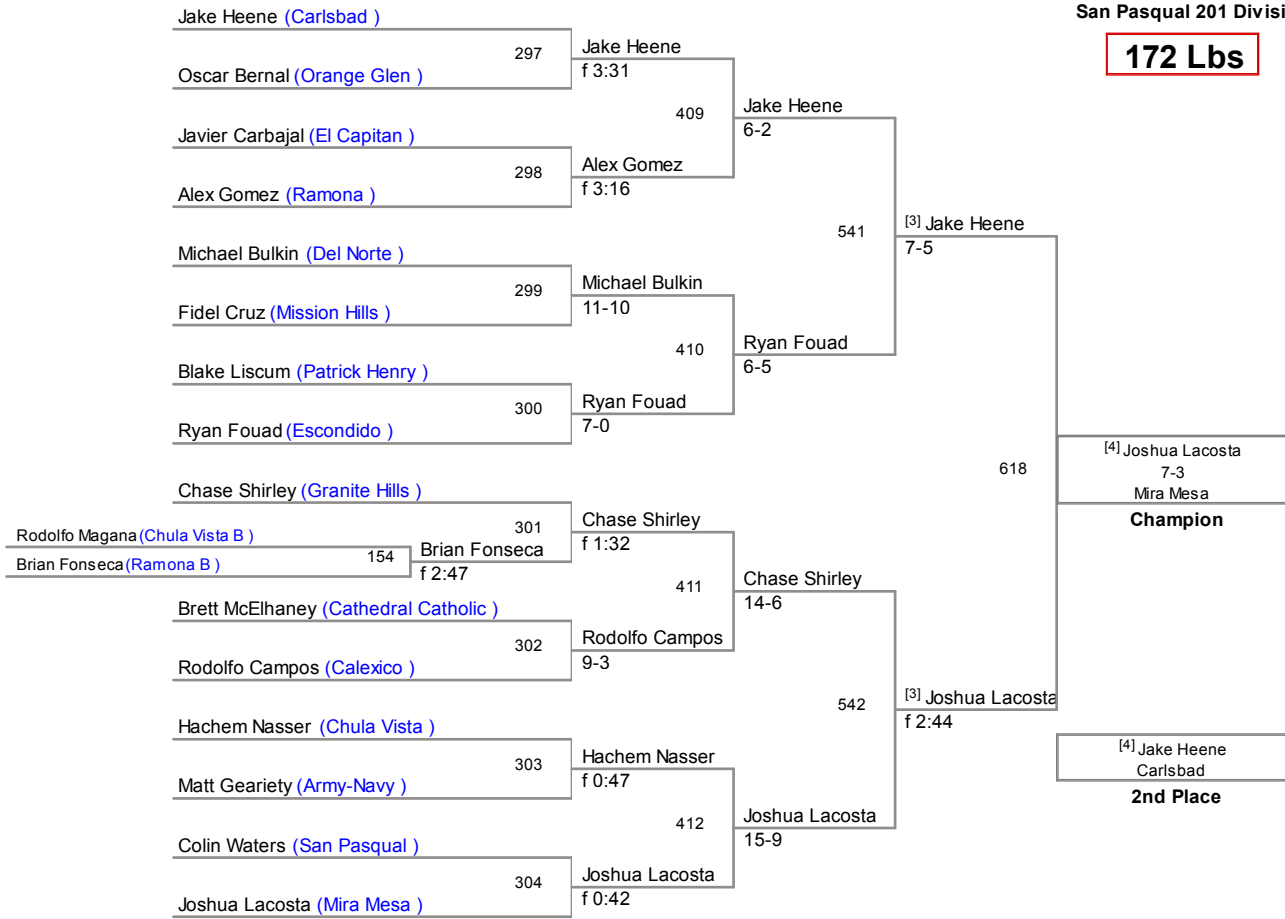 San Pasqual 201 Divisi
172 Lbs
Jake Heene (Carlsbad)
297
Oscar Bernal (Orange Glen )
Jake Heene
f 3:31
409
Javier Carbajal (El Capitan )
298
Alex Gomez (Ramona )
Alex Gomez
f 3:16
Jake Heene
6-2
541
Michael Bulkin (Del Norte )
299
Fidel Cruz (Mission Hills )
Michael Bulkin
11-10
410
Blake Liscum (Patrick Henry )
300
Ryan Fouad (Escondido )
Ryan Fouad
7-0
Ryan Fouad
6-5
[3] Jake Heene
7-5
618
Chase Shirley (Granite Hills )
301
Rodolfo Magana (Chula Vista B )
154
Brian Fonseca (Ramona B )
Brian Fonseca
f 2:47
Chase Shirley
f 1:32
411
Brett McElhaney (Cathedral Catholic )
302
Rodolfo Campos (Calexico )
Rodolfo Campos
9-3
Chase Shirley
14-6
542
Hachem Nasser (Chula Vista )
303
Matt Geariety (Army-Navy )
Hachem Nasser
f 0:47
412
Colin Waters (San Pasqual )
304
Joshua Lacosta (Mira Mesa )
Joshua Lacosta
f 0:42
Joshua Lacosta
15-9
[3] Joshua Lacosta
f 2:44
[4] Joshua Lacosta
7-3
Mira Mesa
Champion
[4] Jake Heene
Carlsbad
2nd Place